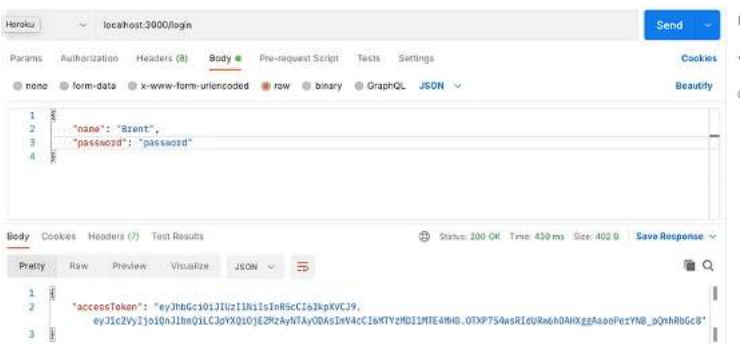 Heroku localhost:3000/login Send
Params Authorization Headers (8) Body Pre-request Script Tests Settings Cookies
none form-data x-www-form-urlencoded raw binary GraphQL JSON Beautify
1 {
2 "name": "Brent",
3 "password": "password"
4 }
Body Cookies Headers (7) Test Results Status: 200 OK Time: 430 ms Size: 402 B Save Response
Pretty Raw Preview Visualize JSON
1 {
2 "accessToken": "eyJhbGciOiJIUzI1NiIsInR5cCI6IkpXVCJ9.
3 }